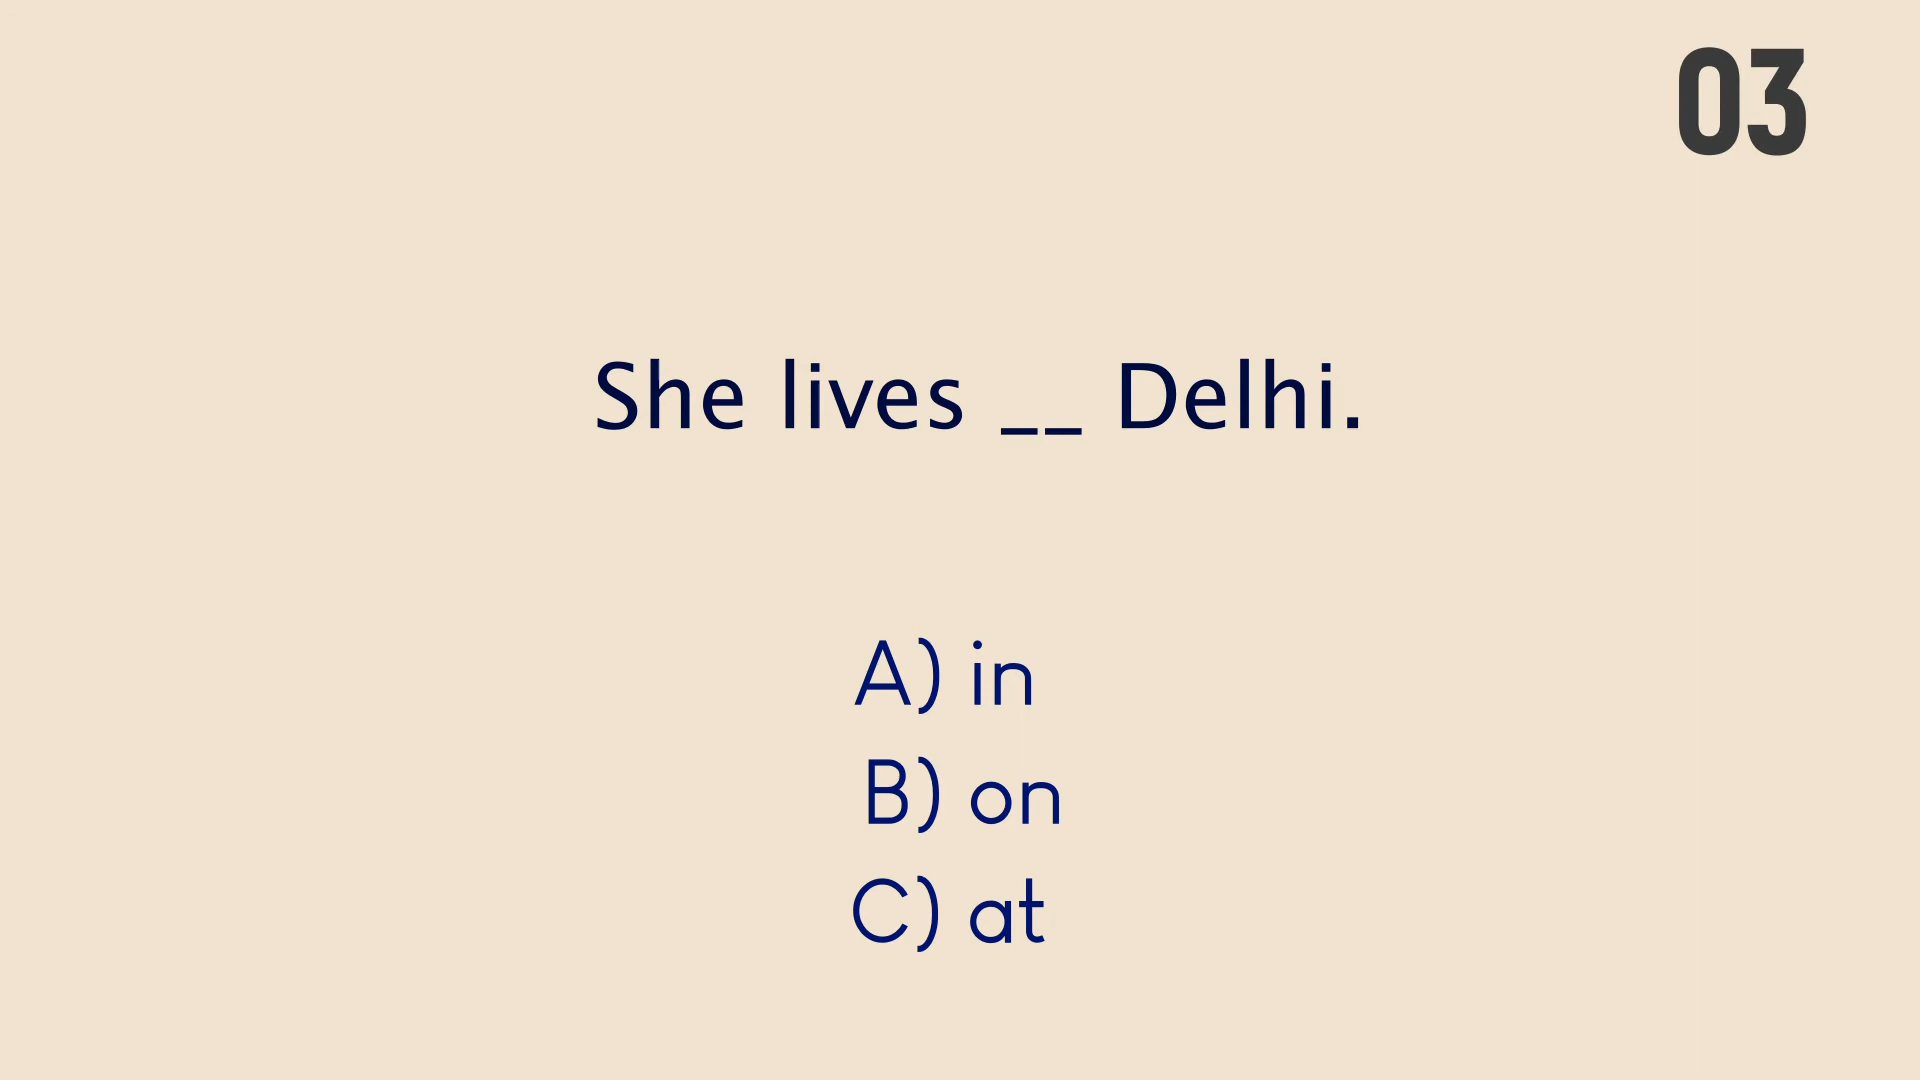 03
She lives __ Delhi.
A) in
B) on
C) at